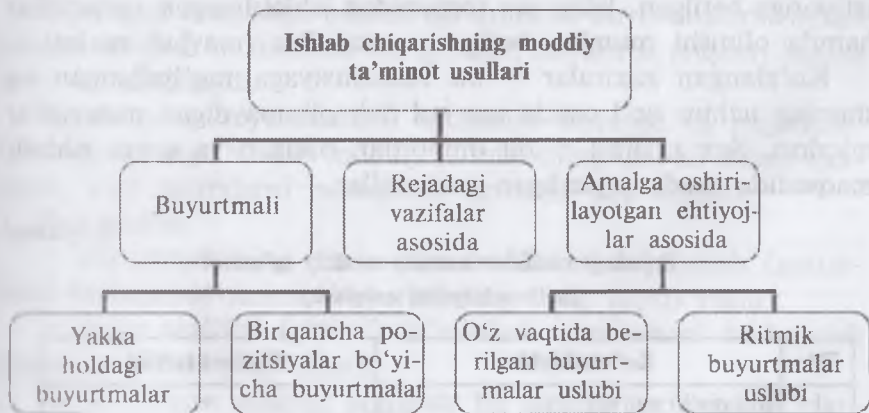 Ishlab chiqarishning moddiy
ta’minot usullari
Buyurtmali
Rejadagi
vazifalar
asosida
Amalga oshiri-
layotgan ehtiyoj-
lar asosida
Yakka
holdagi
buyurtmalar
Bir qancha po-
zitsiyalar bo‘yi-
cha buyurtmalar
O‘z vaqtida be-
rilgan buyurt-
malar uslubi
Ritmik
buyurtmalar
uslubi